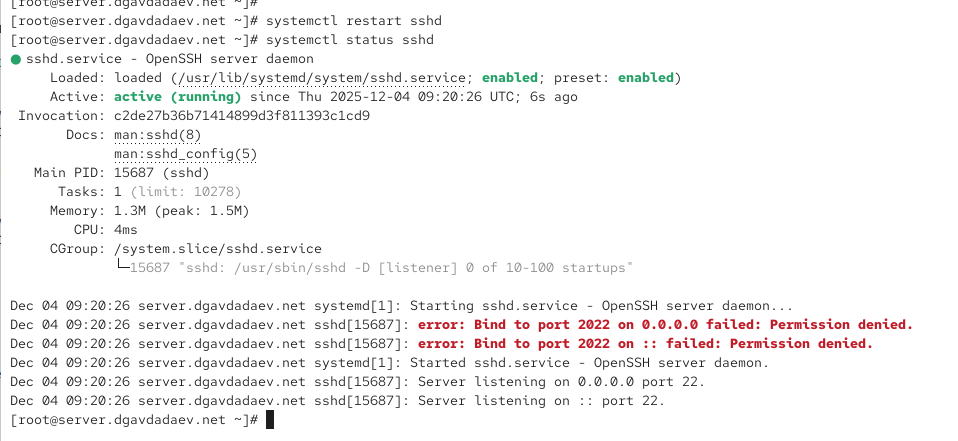 [root@server.dgavdadaev.net ~]#
[root@server.dgavdadaev.net ~]# systemctl restart sshd
[root@server.dgavdadaev.net ~]# systemctl status sshd
● sshd.service - OpenSSH server daemon
     Loaded: loaded (/usr/lib/systemd/system/sshd.service; enabled; preset: enabled)
     Active: active (running) since Thu 2025-12-04 09:20:26 UTC; 6s ago
 Invocation: c2de27b36b71414899d3f811393c1cd9
       Docs: man:sshd(8)
             man:sshd_config(5)
   Main PID: 15687 (sshd)
      Tasks: 1 (limit: 10278)
     Memory: 1.3M (peak: 1.5M)
        CPU: 4ms
     CGroup: /system.slice/sshd.service
             └─15687 "sshd: /usr/sbin/sshd -D [listener] 0 of 10-100 startups"
Dec 04 09:20:26 server.dgavdadaev.net systemd[1]: Starting sshd.service - OpenSSH server daemon...
Dec 04 09:20:26 server.dgavdadaev.net sshd[15687]: error: Bind to port 2022 on 0.0.0.0 failed: Permission denied.
Dec 04 09:20:26 server.dgavdadaev.net sshd[15687]: error: Bind to port 2022 on :: failed: Permission denied.
Dec 04 09:20:26 server.dgavdadaev.net systemd[1]: Started sshd.service - OpenSSH server daemon.
Dec 04 09:20:26 server.dgavdadaev.net sshd[15687]: Server listening on 0.0.0.0 port 22.
Dec 04 09:20:26 server.dgavdadaev.net sshd[15687]: Server listening on :: port 22.
[root@server.dgavdadaev.net ~]#